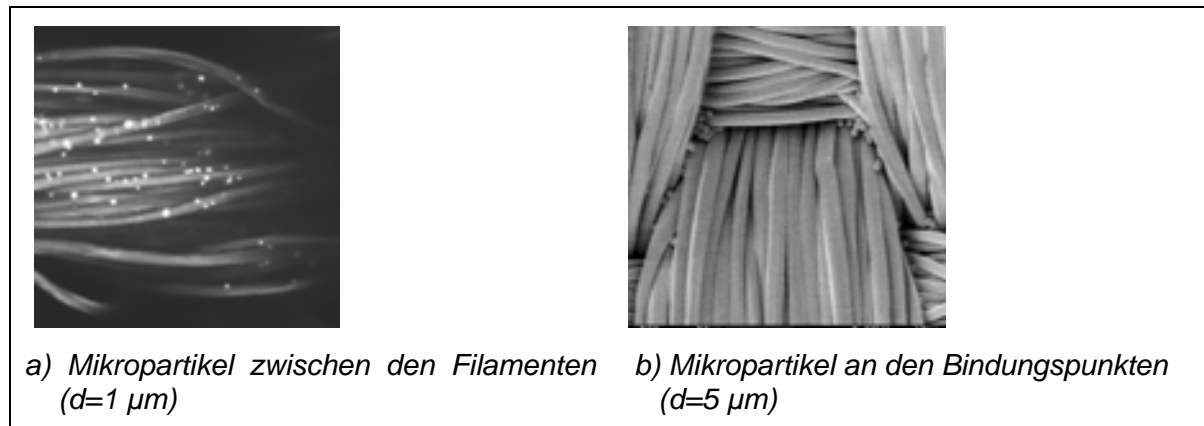 a) Mikropartikel zwischen den Filamenten
(d=1 µm)
b) Mikropartikel an den Bindungspunkten
(d=5 µm)